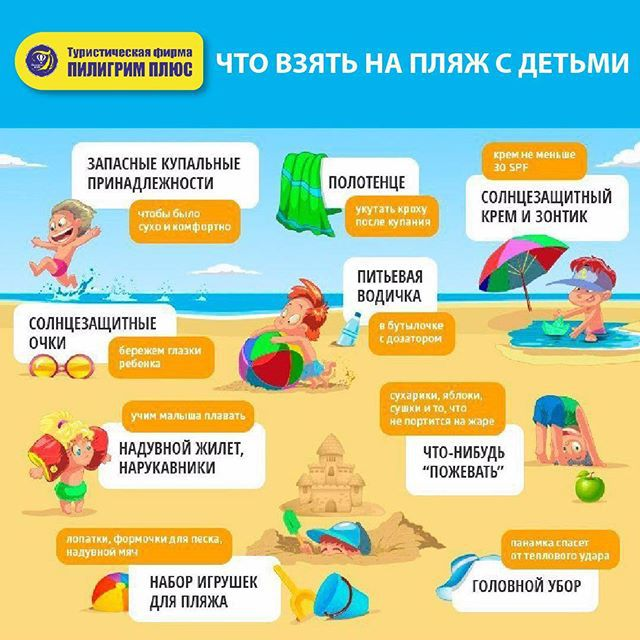 Туристическая фирма
ПИЛИГРИМ ПЛЮС
ЧТО ВЗЯТЬ НА ПЛЯЖ С ДЕТЬМИ
ЗАПАСНЫЕ КУПАЛЬНЫЕ
ПРИНАДЛЕЖНОСТИ
чтобы было
сухо и комфортно
ПОЛОТЕНЦЕ
укутать кроху
после купания
крем не меньше
30 SPF
СОЛНЦЕЗАЩИТНЫЙ
КРЕМ И ЗОНТИК
ПИТЬЕВАЯ
ВОДИЧКА
в бутылочке
с дозатором
СОЛНЦЕЗАЩИТНЫЕ
ОЧКИ
бережем глазки
ребенка
учим малыша плавать
НАДУВНОЙ ЖИЛЕТ,
НАРУКАВНИКИ
сухарики, яблоки,
сушки и то, что
не портится на жаре
ЧТО-НИБУДЬ
"ПОЖЕВАТЬ"
лопатки, формочки для песка,
надувной мяч
НАБОР ИГРУШЕК
ДЛЯ ПЛЯЖА
панамка спасет
от теплового удара
ГОЛОВНОЙ УБОР